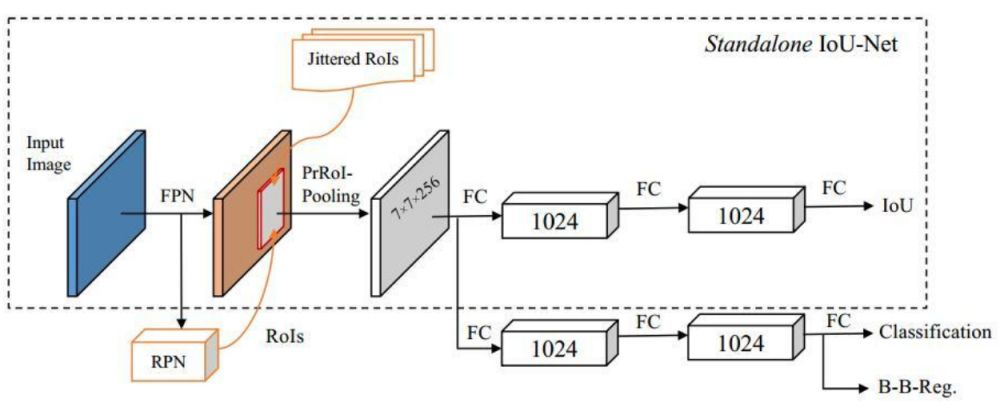 Standalone IoU-Net
Jittered RoIs
Input
Image
FPN
PrRoI-
Pooling
7×7×256
FC
1024
FC
1024
FC
IoU
RPN
RoIs
FC
1024
FC
1024
FC
Classification
B-B-Reg.